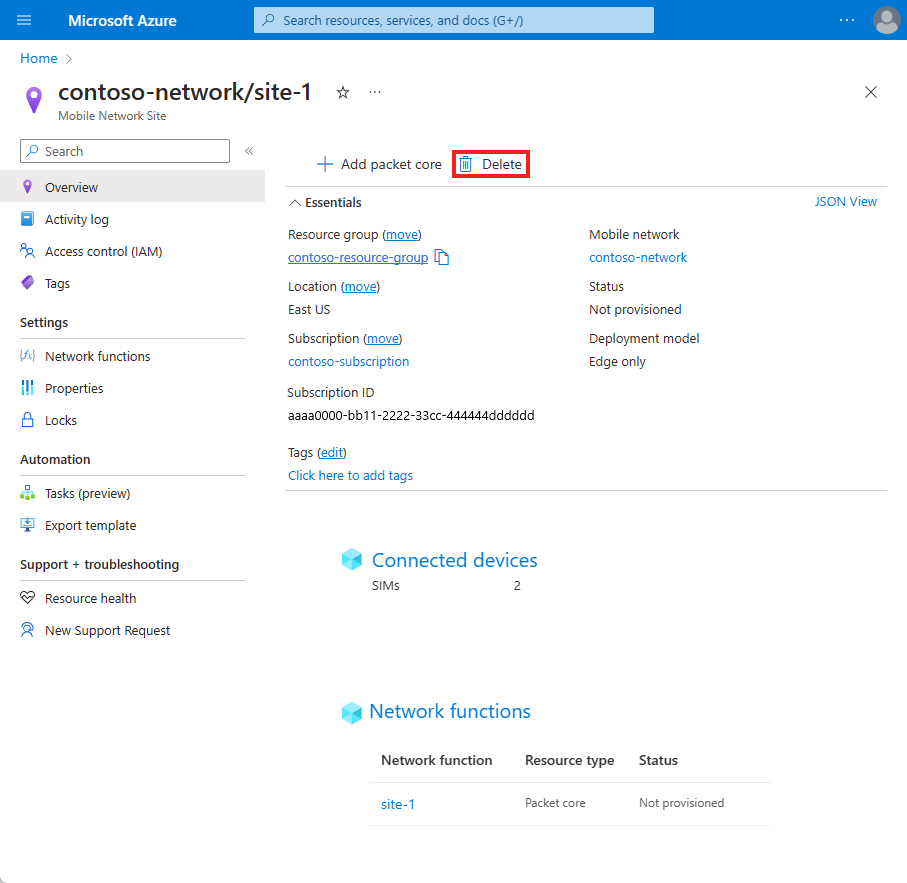 Microsoft Azure
Search resources, services, and docs (G+/)
Home
contoso-network/site-1
Mobile Network Site
Search
Add packet core
Delete
Overview
Activity log
Access control (IAM)
Tags
Settings
Network functions
Properties
Locks
Automation
Tasks (preview)
Export template
Support + troubleshooting
Resource health
New Support Request
Essentials
JSON View
Resource group (move)
contoso-resource-group
Location (move)
East US
Subscription (move)
contoso-subscription
Subscription ID
aaaa0000-bb11-2222-33cc-444444dddddd
Tags (edit)
Click here to add tags
Mobile network
contoso-network
Status
Not provisioned
Deployment model
Edge only
Connected devices
SIMs 2
Network functions
Network function Resource type Status
site-1 Packet core Not provisioned